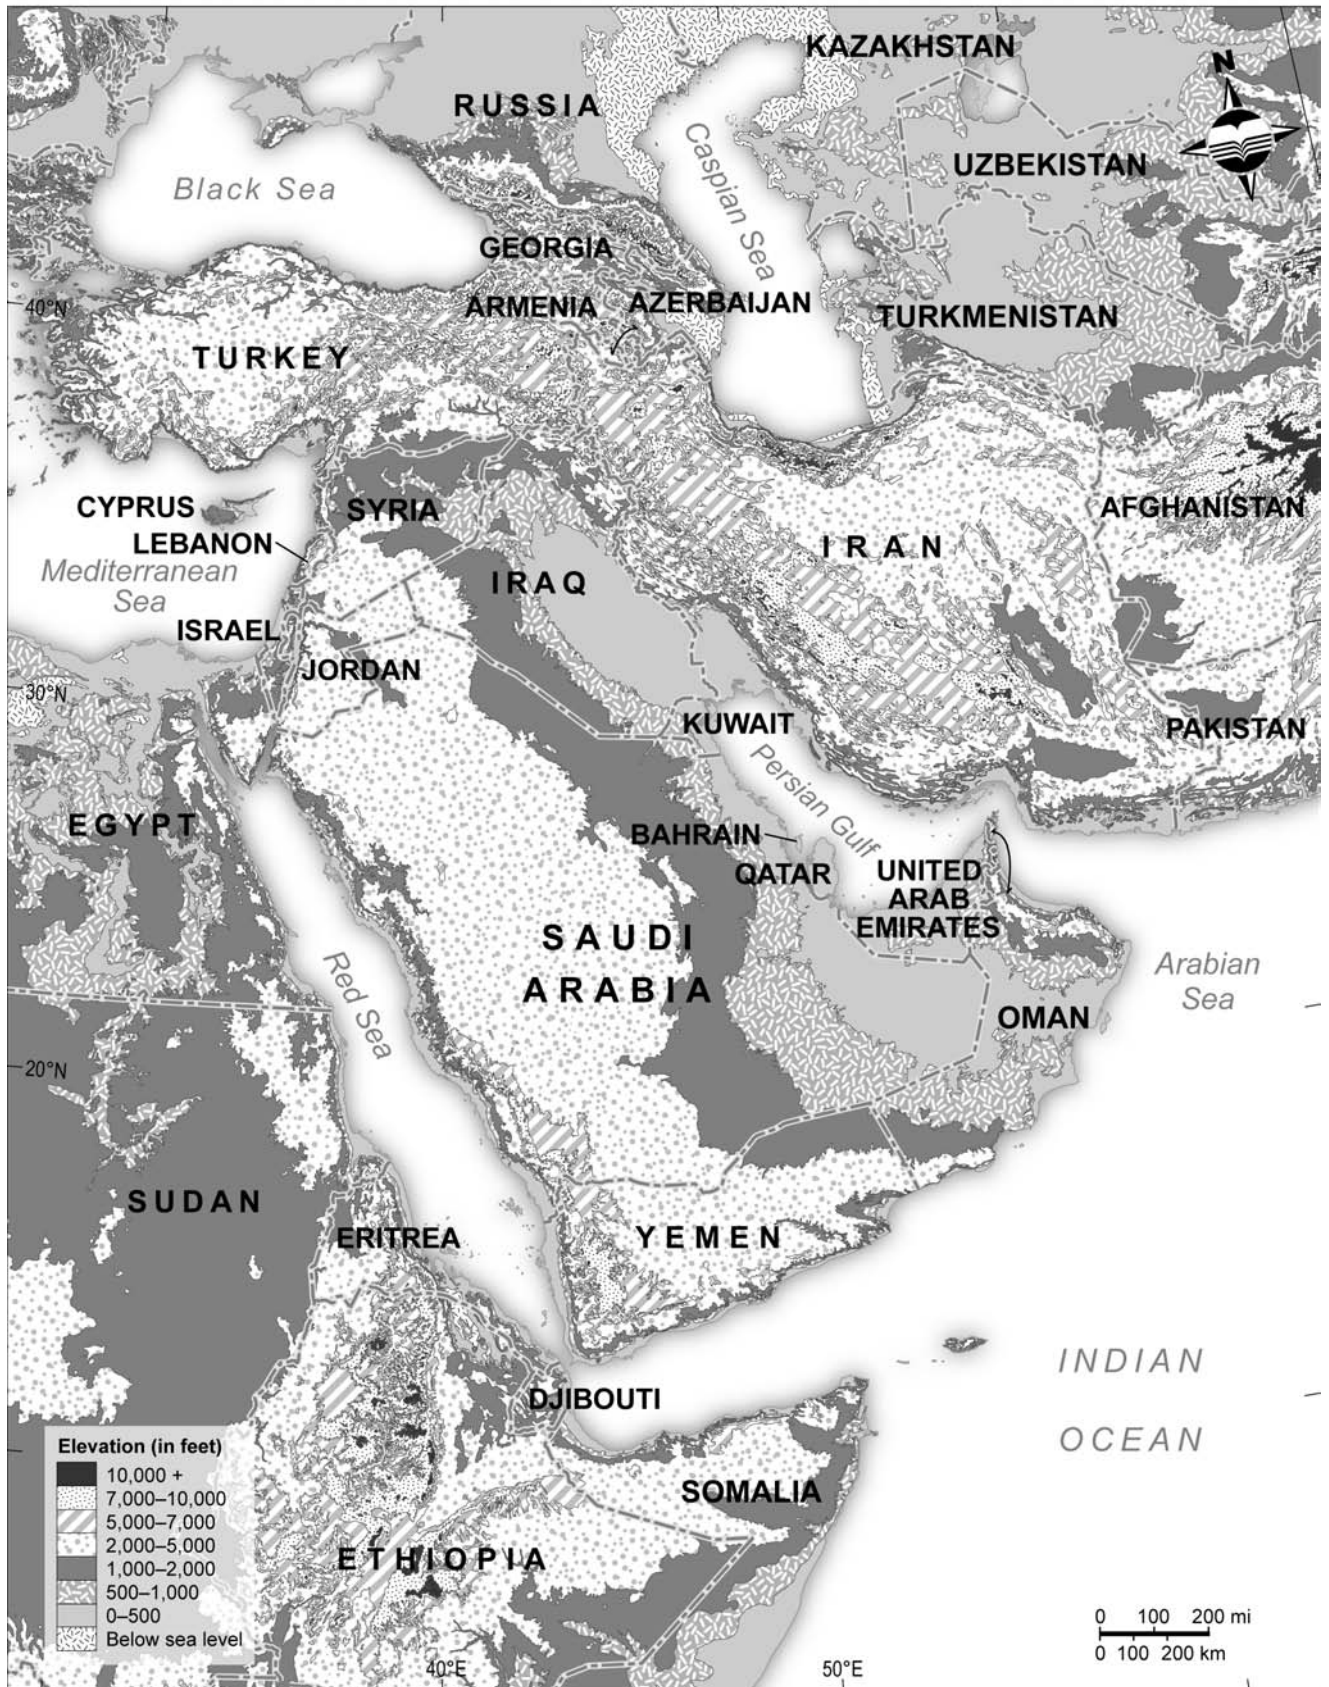 KAZAKHSTAN
N
RUSSIA
Caspian Sea
UZBEKISTAN
Black Sea
GEORGIA
ARMENIA
AZERBAIJAN
40°N
TURKMENISTAN
TURKEY
CYPRUS
SYRIA
AFGHANISTAN
LEBANON
IRAN
Mediterranean
Sea
IRAQ
ISRAEL
JORDAN
30°N
KUWAIT
PAKISTAN
Persian Gulf
EGYPT
BAHRAIN
QATAR
UNITED
ARAB
EMIRATES
SAUDI
ARABIA
Red Sea
Arabian
Sea
OMAN
20°N
SUDAN
ERITREA
YEMEN
INDIAN
OCEAN
DJIBOUTI
SOMALIA
ETHIOPIA
Elevation (in feet)
10,000 +
7,000–10,000
5,000–7,000
2,000–5,000
1,000–2,000
500–1,000
0–500
Below sea level
0 100 200 mi
0 100 200 km
40°E
50°E